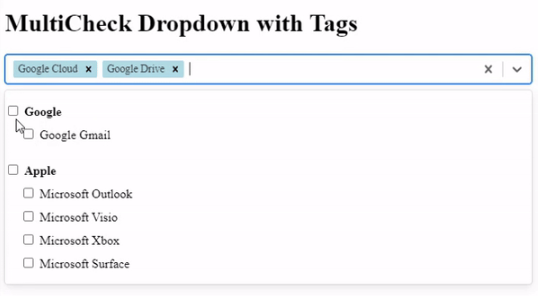 MultiCheck Dropdown with Tags
Google Cloud × Google Drive ×
Google
Google Gmail
Apple
Microsoft Outlook
Microsoft Visio
Microsoft Xbox
Microsoft Surface